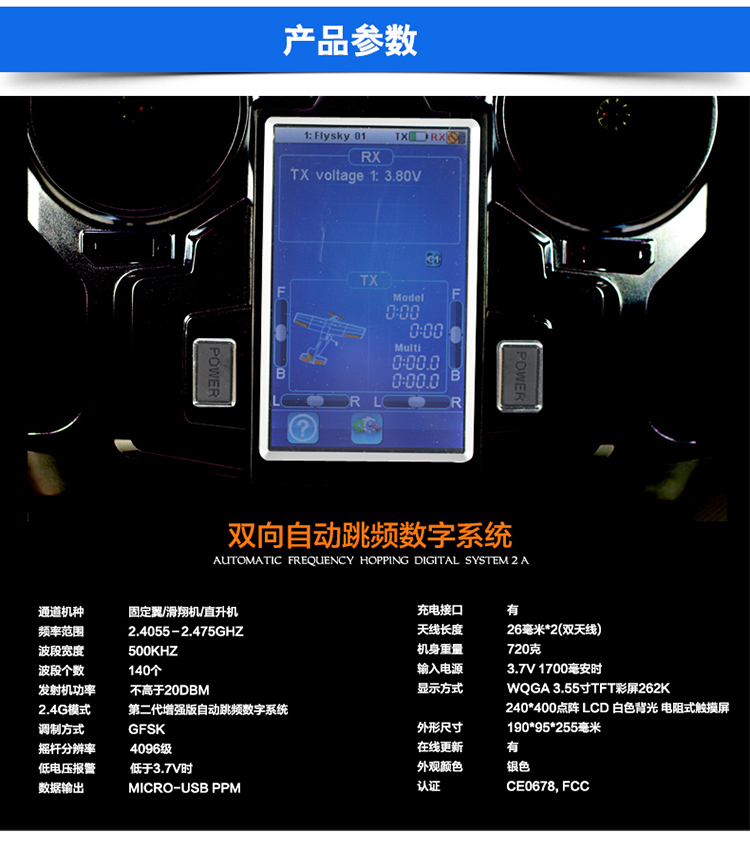 产品参数
1: Flysky 01 TX RX
RX
TX voltage 1: 3.80V
G1
TX
F F
Model
0:00
0:00
Multi
0:00.0
0:00.0
B B
L R L R
?
POWER POWER
双向自动跳频数字系统
AUTOMATIC FREQUENCY HOPPING DIGITAL SYSTEM 2 A
通道机种 固定翼/滑翔机/直升机
频率范围 2.4055-2.475GHZ
波段宽度 500KHZ
波段个数 140个
发射机功率 不高于20DBM
2.4G模式 第二代增强版自动跳频数字系统
调制方式 GFSK
摇杆分辨率 4096级
低电压报警 低于3.7V时
数据输出 MICRO-USB PPM
充电接口 有
天线长度 26毫米*2(双天线)
机身重量 720克
输入电源 3.7V 1700毫安时
显示方式 WQGA 3.55寸TFT彩屏262K
240*400点阵 LCD 白色背光 电阻式触摸屏
外形尺寸 190*95*255毫米
在线更新 有
外观颜色 银色
认证 CE0678, FCC